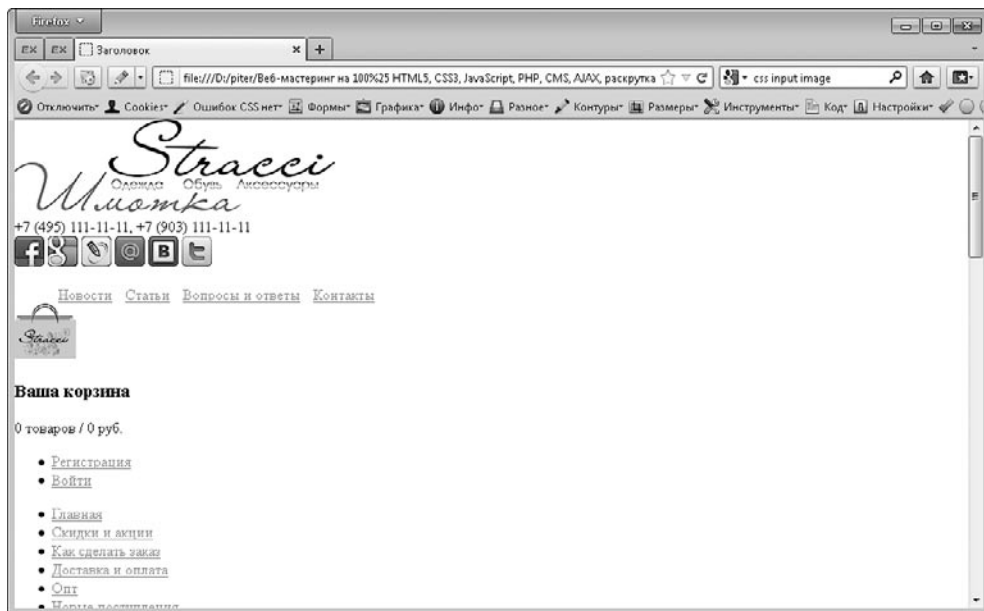 Firefox
Заголовок
file:///D:/piter/Веб-мастеринг на 100%25 HTML5, CSS3, JavaScript, PHP, CMS, AJAX, раскрутка
css input image
Отключить Cookies Ошибок CSS нет Формы Графика Инфо Разное Контуры Размеры Инструменты Код Настройки
Stracci
Одежда Обувь Аксессуары
Шмотка
+7 (495) 111-11-11, +7 (903) 111-11-11
Новости Статьи Вопросы и ответы Контакты
Stracci
Ваша корзина
0 товаров / 0 руб.
Регистрация
Войти
Главная
Скидки и акции
Как сделать заказ
Доставка и оплата
Опт
Новые поступления